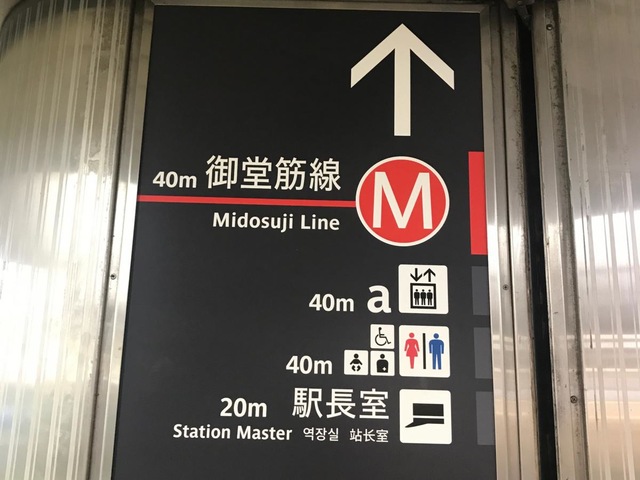 40m 御堂筋線 M
Midosuji Line
40m a
40m
20m 駅長室
Station Master 역장실 站长室